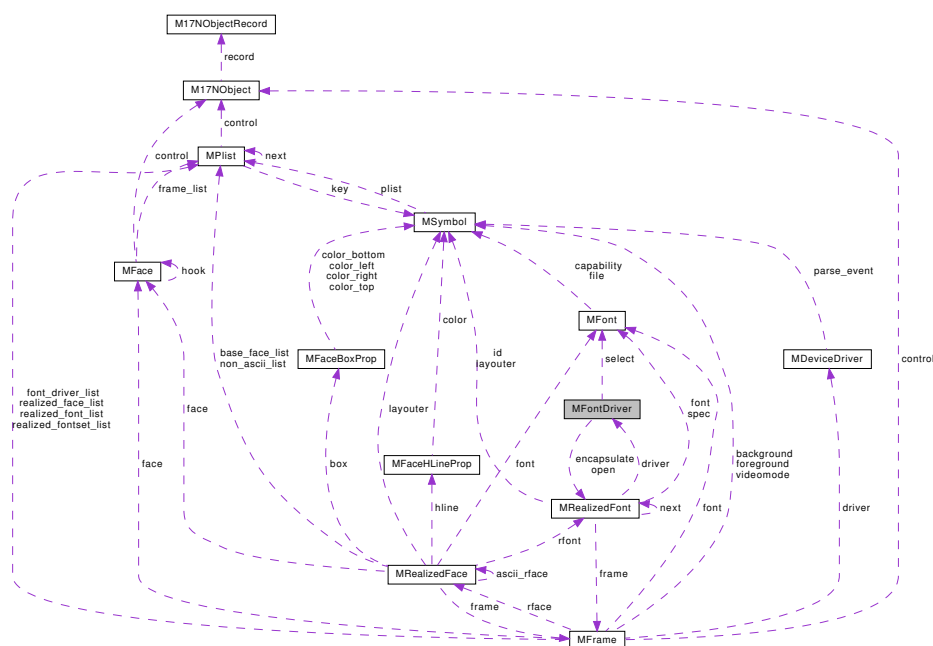 M17NObjectRecord
record
M17NObject
control
MPlist
next
control
frame_list
key
plist
MSymbol
color_bottom
color_left
color_right
color_top
capability
file
MFace
hook
parse_event
MFont
color
base_face_list
non_ascii_list
MFaceBoxProp
id
layouter
select
MDeviceDriver
control
font_driver_list
realized_face_list
realized_font_list
realized_fontset_list
face
layouter
MFontDriver
font
spec
face
box
MFaceHLineProp
font
encapsulate
open
driver
background
foreground
videomode
hline
MRealizedFont
next
font
driver
rfont
MRealizedFace
ascii_rface
frame
frame
rface
MFrame